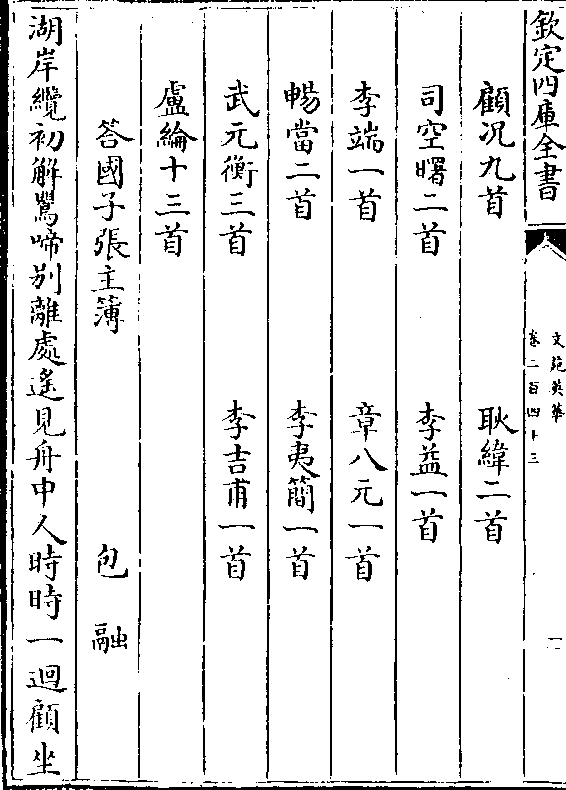 欽定四庫全書
文苑英華
卷二百四十三
顧況九首 耿緯二首
司空曙二首 李益一首
李端一首 章八元一首
暢當二首 李夷簡一首
武元衡三首 李吉甫一首
盧綸十三首
答國子張主簿 包融
湖岸纜初解鶯啼别離處遙見舟中人時時一迴顧坐